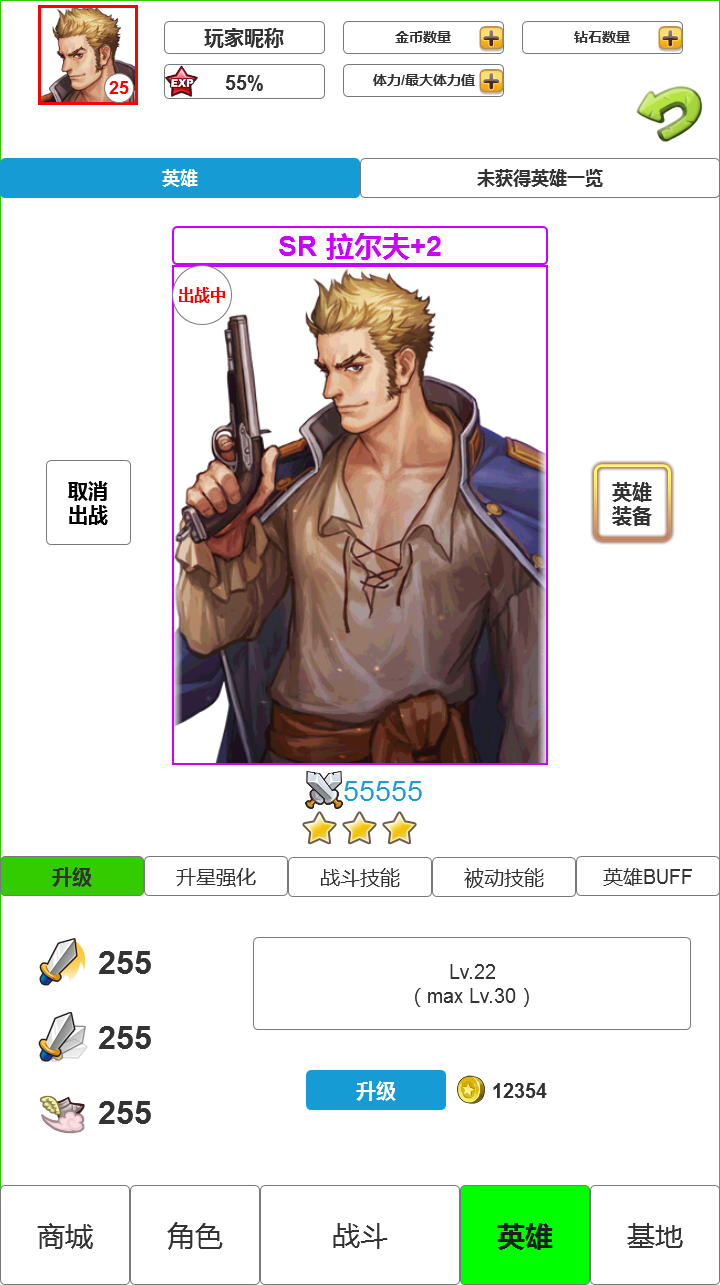 玩家昵称
金币数量
钻石数量
25
EXP
55%
体力/最大体力值
英雄
未获得英雄一览
SR 拉尔夫+2
出战中
取消
出战
英雄
装备
55555
升级
升星强化
战斗技能
被动技能
英雄BUFF
255
255
255
Lv.22
( max Lv.30 )
升级
12354
商城
角色
战斗
英雄
基地